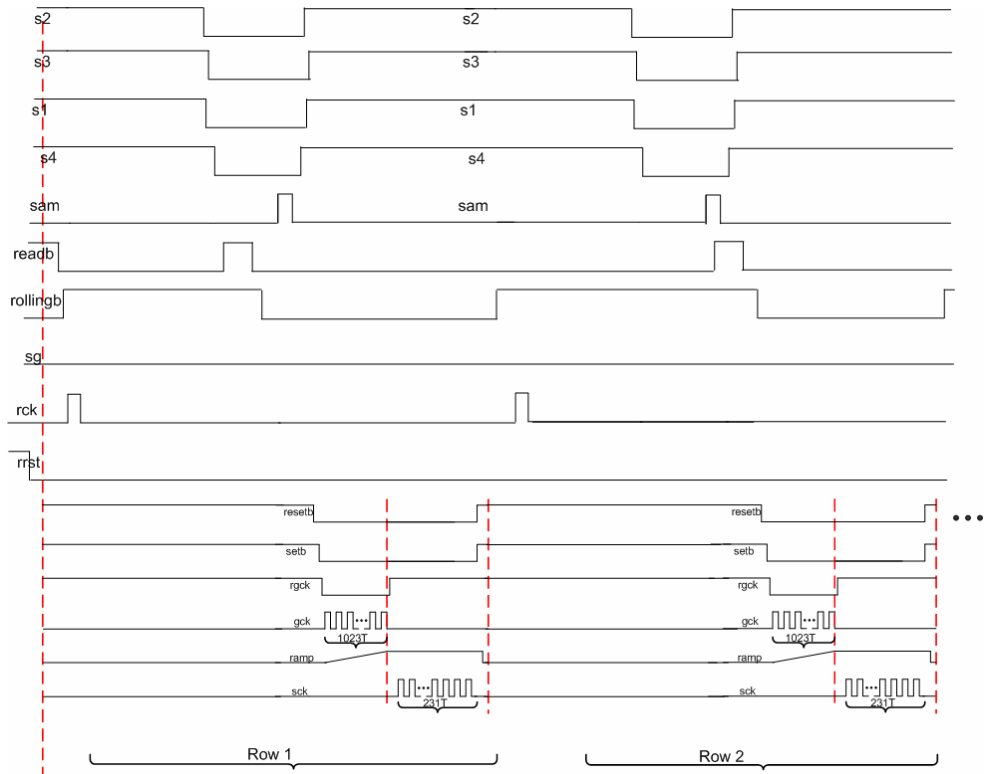 s2 s2
s3 s3
s1 s1
s4 s4
sam sam
readb
rollingb
sg
rck
rrst
resetb resetb
setb setb
rgck rgck
gck gck
1023T 1023T
ramp ramp
sck sck
231T 231T
Row 1 Row 2